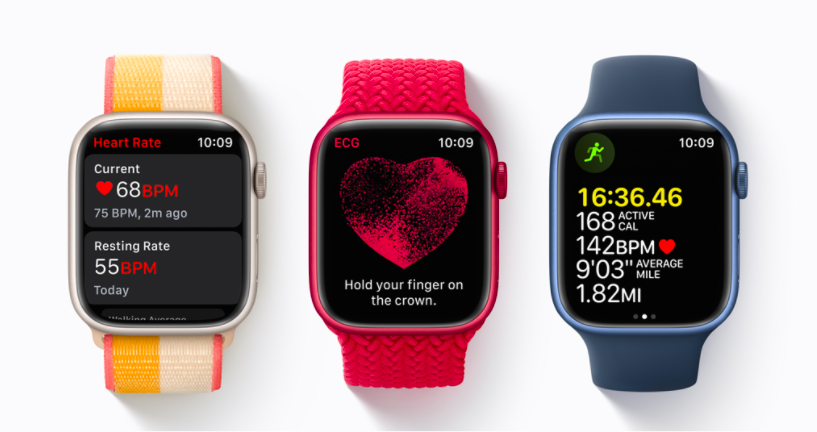 Heart Rate 10:09
Current
68BPM
75 BPM, 2m ago
Resting Rate
55BPM
Today
Walking Average
ECG 10:09
Hold your finger on
the crown.
10:09
16:36.46
168 ACTIVE
CAL
142BPM
9'03" AVERAGE
MILE
1.82MI